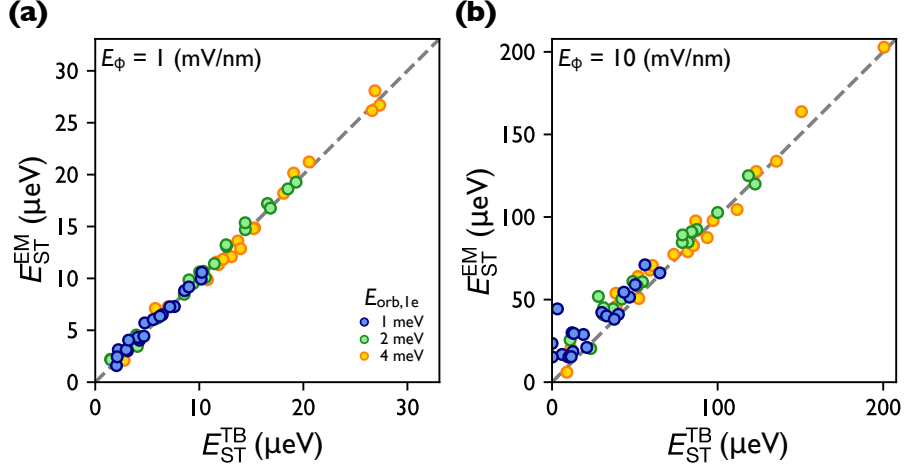 (a)
E_ϕ = 1 (mV/nm)
E_ST^EM (μeV)
30
25
20
15
10
5
0
E_orb,1e
1 meV
2 meV
4 meV
0 10 20 30
E_ST^TB (μeV)
(b)
E_ϕ = 10 (mV/nm)
E_ST^EM (μeV)
200
150
100
50
0
0 100 200
E_ST^TB (μeV)